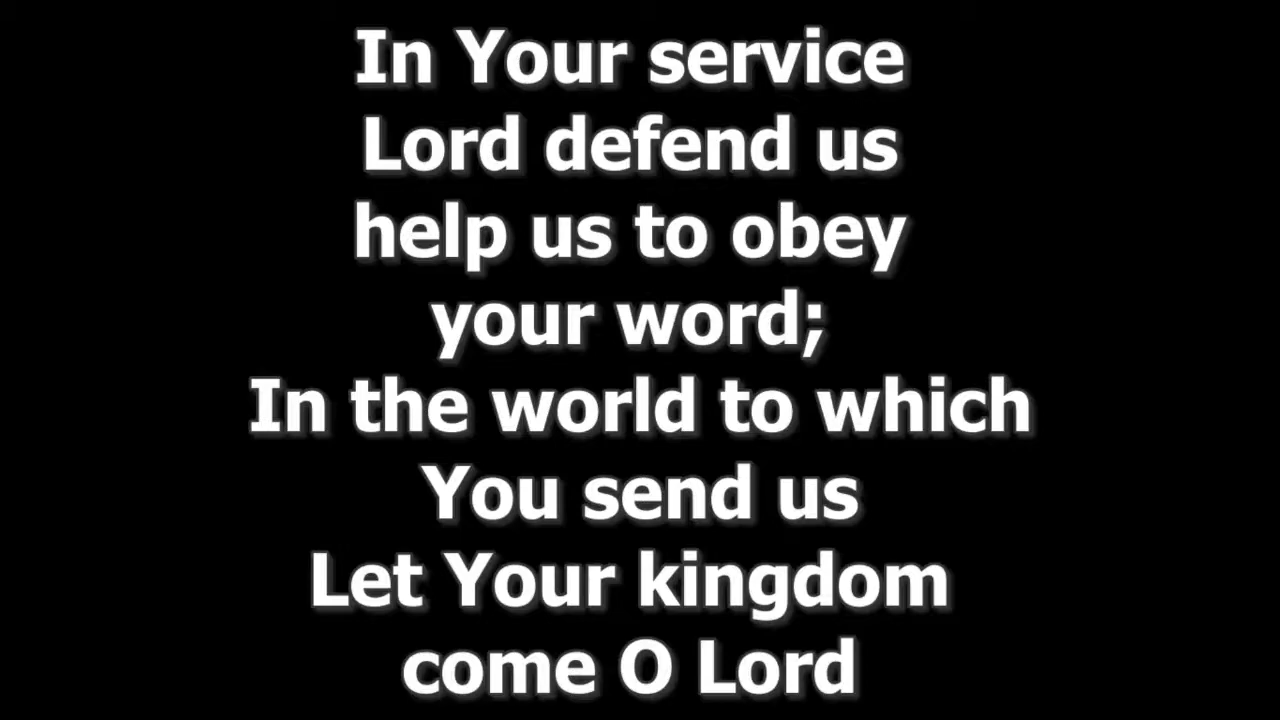 In Your service
Lord defend us
help us to obey
your word;
In the world to which
You send us
Let Your kingdom
come O Lord